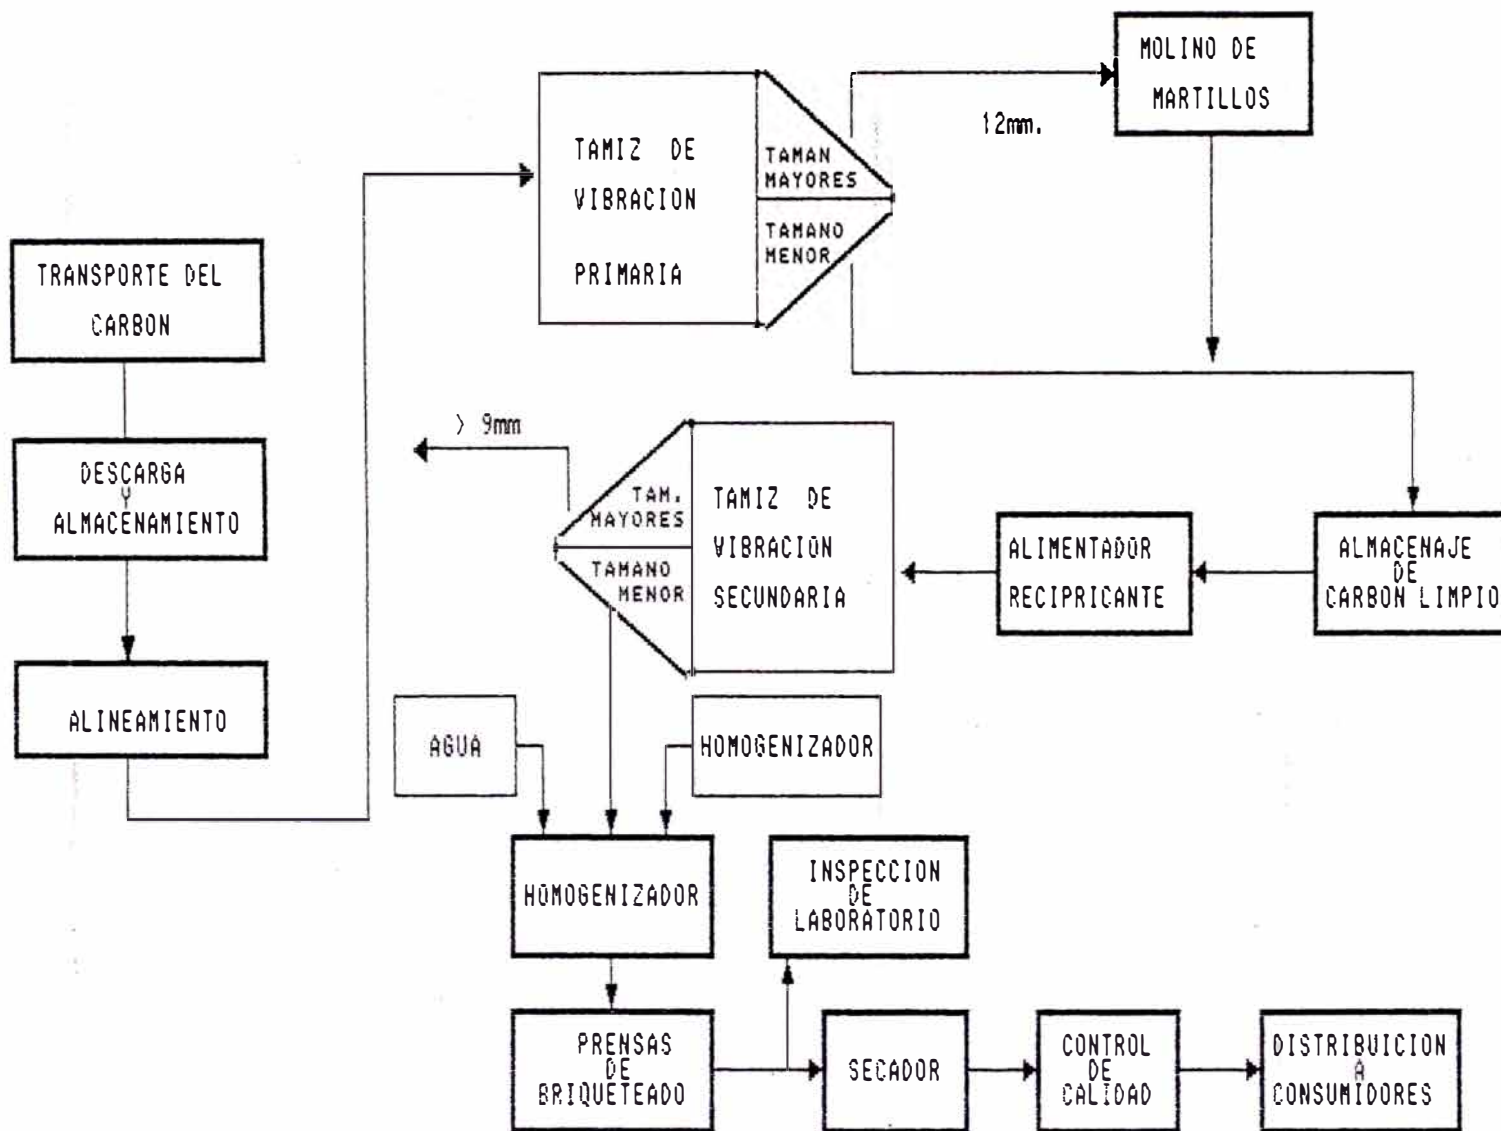 MOLINO DE
MARTILLOS
12mm.
TAMIZ DE
VIBRACION
PRIMARIA
TAMAN
MAYORES
TAMANO
MENOR
TRANSPORTE DEL
CARBON
DESCARGA
Y
ALMACENAMIENTO
ALINEAMIENTO
> 9mm
TAM.
MAYORES
TAMANO
MENOR
TAMIZ DE
VIBRACION
SECUNDARIA
ALIMENTADOR
RECIPRICANTE
ALMACENAJE
DE
CARBON LIMPIO
AGUA
HOMOGENIZADOR
HOMOGENIZADOR
INSPECCION
DE
LABORATORIO
PRENSAS
DE
BRIQUETEADO
SECADOR
CONTROL
DE
CALIDAD
DISTRIBUICION
A
CONSUMIDORES